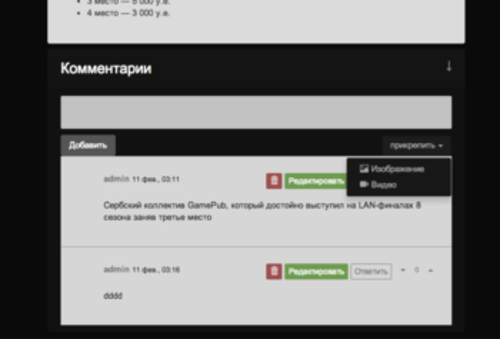 • 3 место — 5 000 у.е.
• 4 место — 3 000 у.е.
Комментарии
Добавить
прикрепить
Изображение
Видео
admin 11 фев., 03:11
Редактировать
Сербский коллектив GamePub, который достойно выступил на LAN-финалах 8
сезона заняв третье место
admin 11 фев., 03:16
Редактировать Ответить 0
dddd